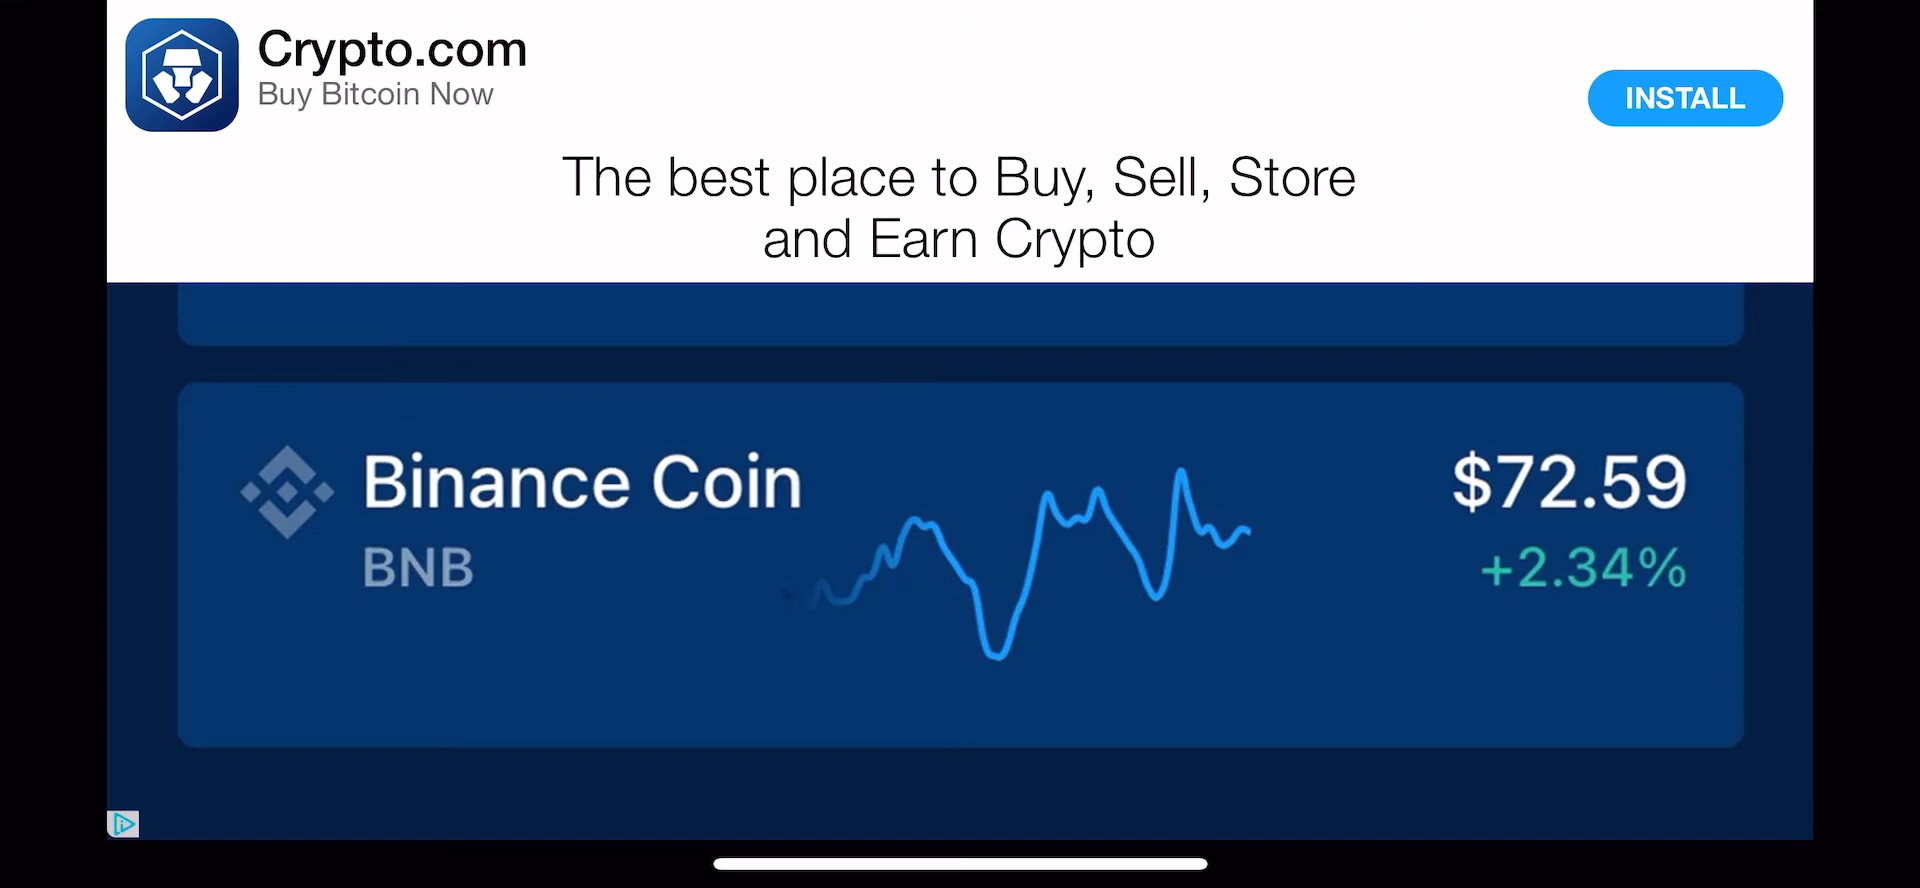 Crypto.com
Buy Bitcoin Now
INSTALL
The best place to Buy, Sell, Store
and Earn Crypto
Binance Coin
$72.59
BNB
+2.34%